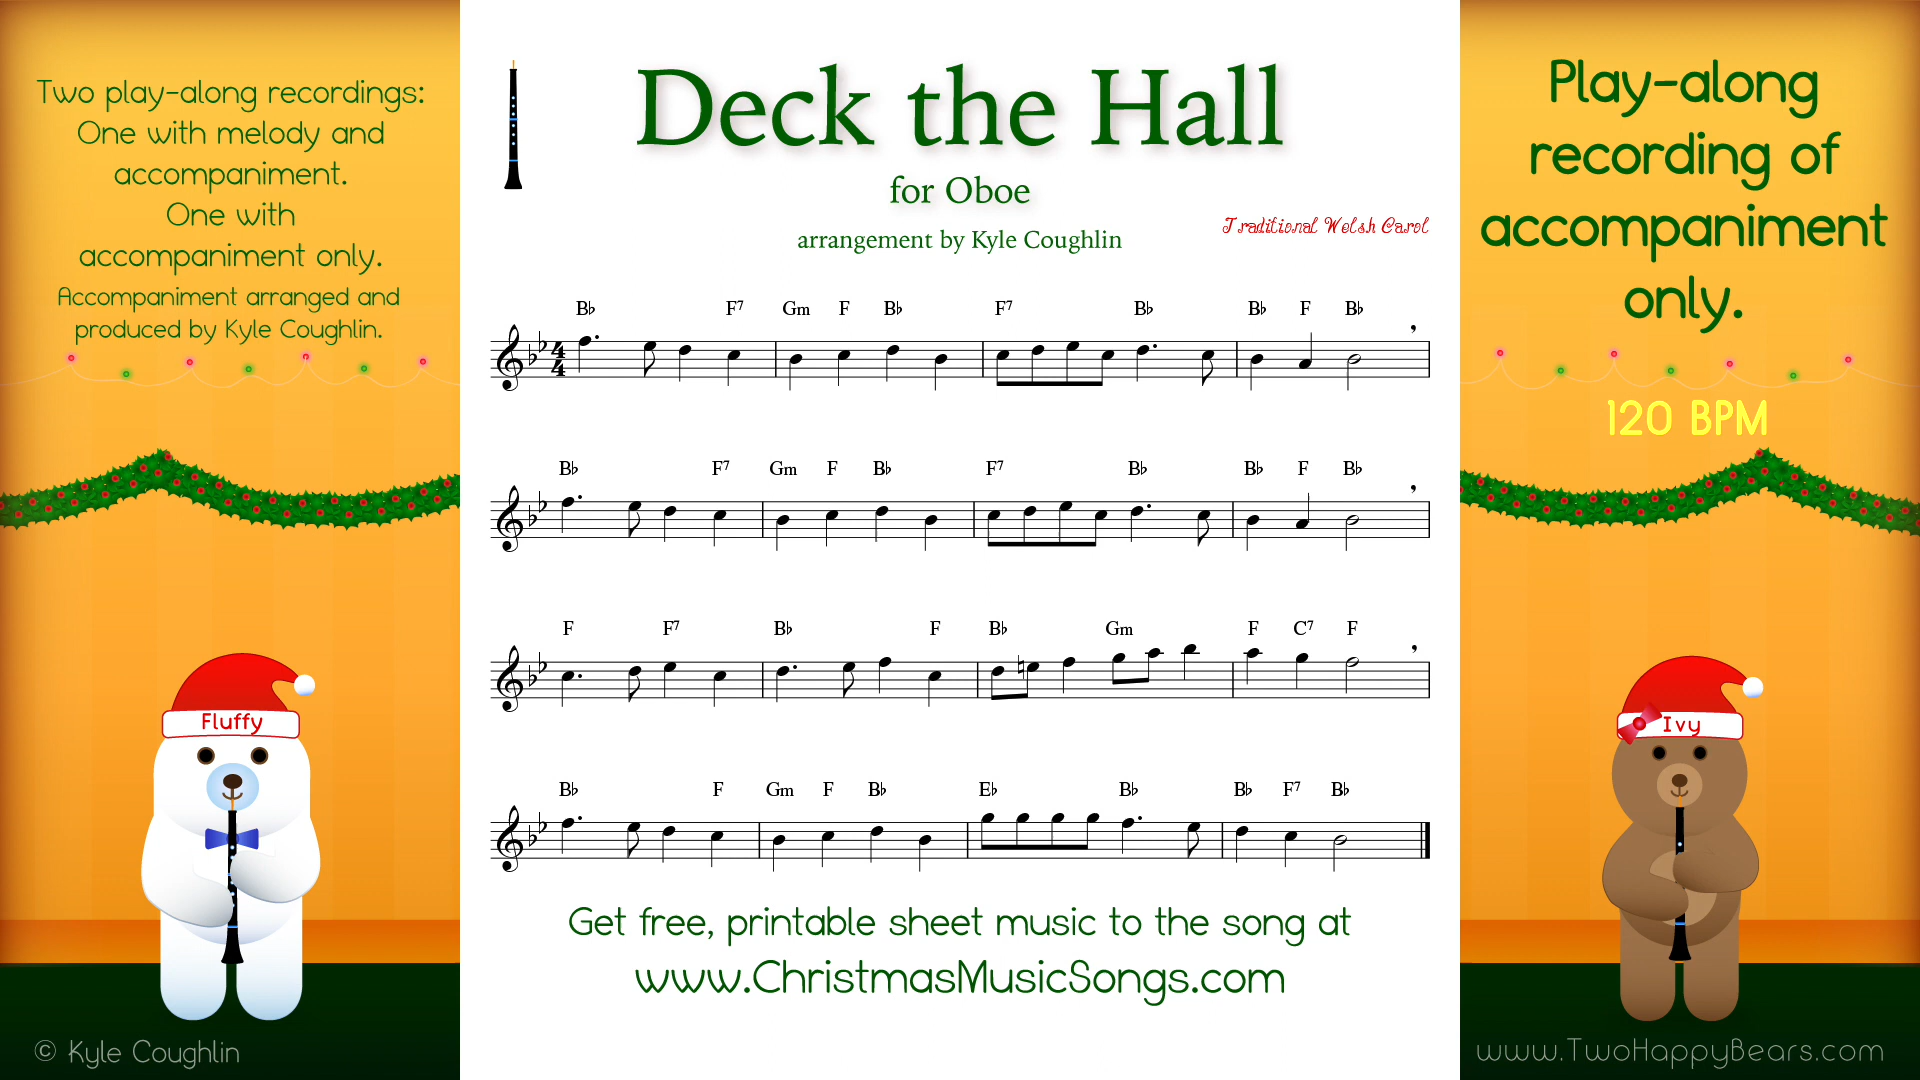 Two play-along recordings:
One with melody and
accompaniment.
One with
accompaniment only.
Accompaniment arranged and
produced by Kyle Coughlin.
Fluffy
© Kyle Coughlin
Deck the Hall
for Oboe
arrangement by Kyle Coughlin
Traditional Welsh Carol
B♭ F7 Gm F B♭ F7 B♭ B♭ F B♭
4
4
B♭ F7 Gm F B♭ F7 B♭ B♭ F B♭
F F7 B♭ F B♭ Gm F C7 F
B♭ F Gm F B♭ E♭ B♭ B♭ F7 B♭
Get free, printable sheet music to the song at
www.ChristmasMusicSongs.com
Play-along
recording of
accompaniment
only.
120 BPM
Ivy
www.TwoHappyBears.com